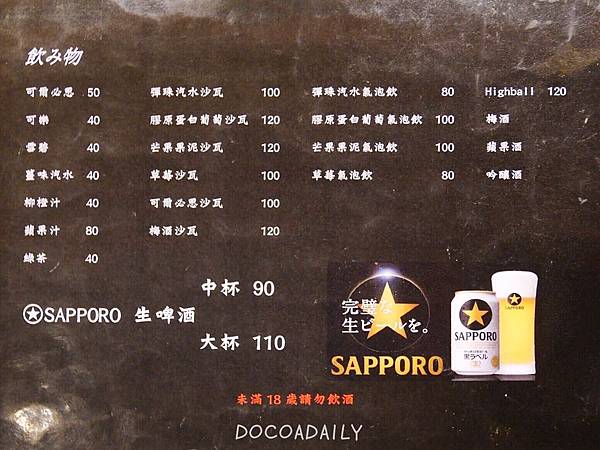 飲み物
可爾必思 50
可樂 40
雪碧 40
薑味汽水 40
柳橙汁 40
蘋果汁 80
綠茶 40
彈珠汽水沙瓦 100
膠原蛋白葡萄沙瓦 120
芒果果泥沙瓦 120
草莓沙瓦 100
可爾必思沙瓦 100
梅酒沙瓦 120
彈珠汽水氣泡飲 80
膠原蛋白葡萄氣泡飲 100
芒果果泥氣泡飲 80
草莓氣泡飲 80
Highball 120
梅酒
蘋果酒
吟釀酒
SAPPORO 生啤酒
中杯 90
大杯 110
完璧な
生ビールを。
SAPPORO
SAPPORO
黒ラベル
未滿 18 歲請勿飲酒
DOCOADAILY